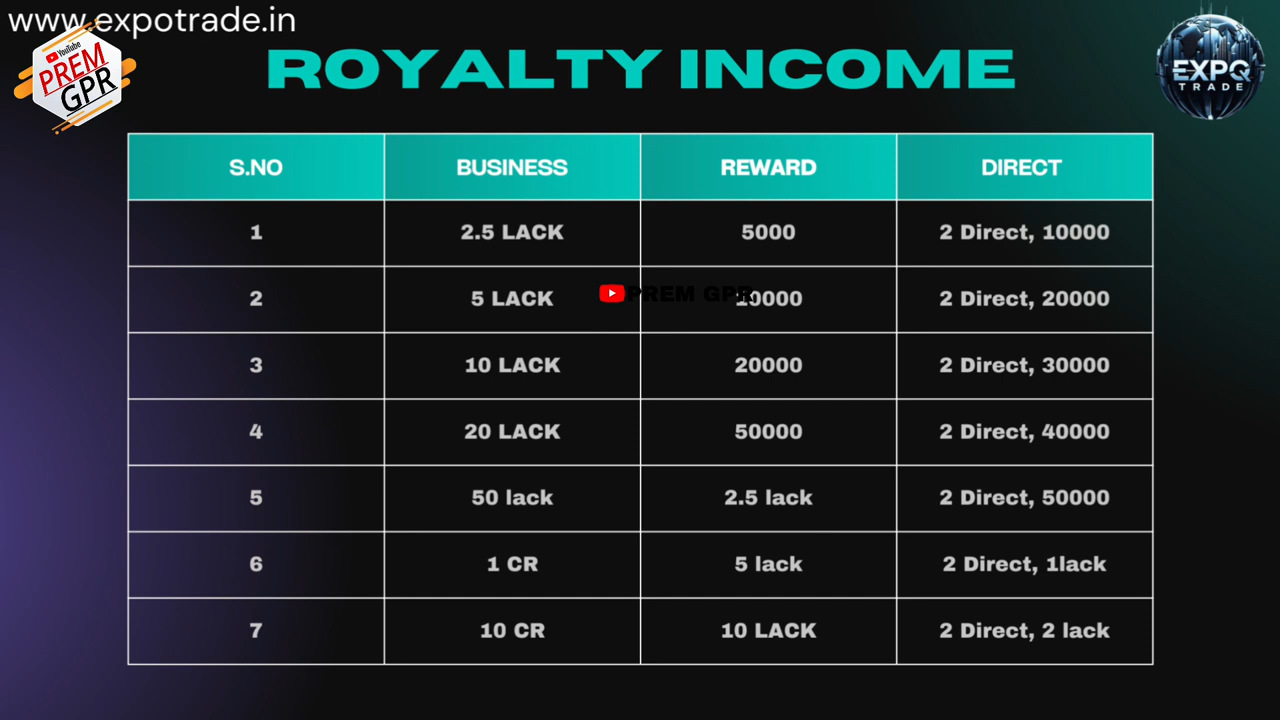 www.expotrade.in
YouTube
PREM
GPR
ROYALTY INCOME
EXPO
TRADE
S.NO BUSINESS REWARD DIRECT
1 2.5 LACK 5000 2 Direct, 10000
2 5 LACK 10000 2 Direct, 20000
PREM GPR
3 10 LACK 20000 2 Direct, 30000
4 20 LACK 50000 2 Direct, 40000
5 50 lack 2.5 lack 2 Direct, 50000
6 1 CR 5 lack 2 Direct, 1lack
7 10 CR 10 LACK 2 Direct, 2 lack